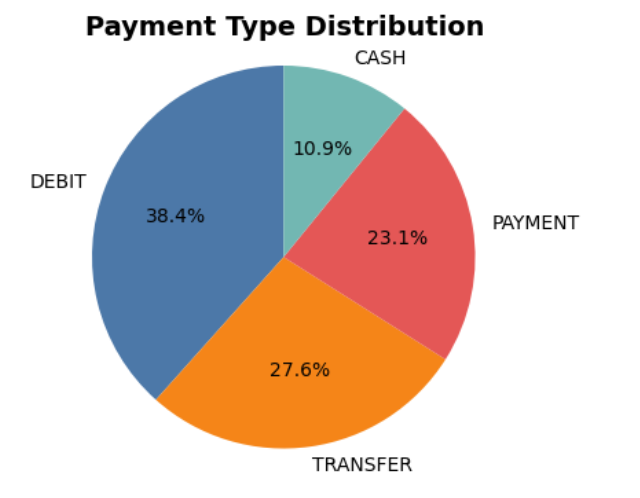 Payment Type Distribution
CASH
10.9%
DEBIT
38.4%
PAYMENT
23.1%
27.6%
TRANSFER